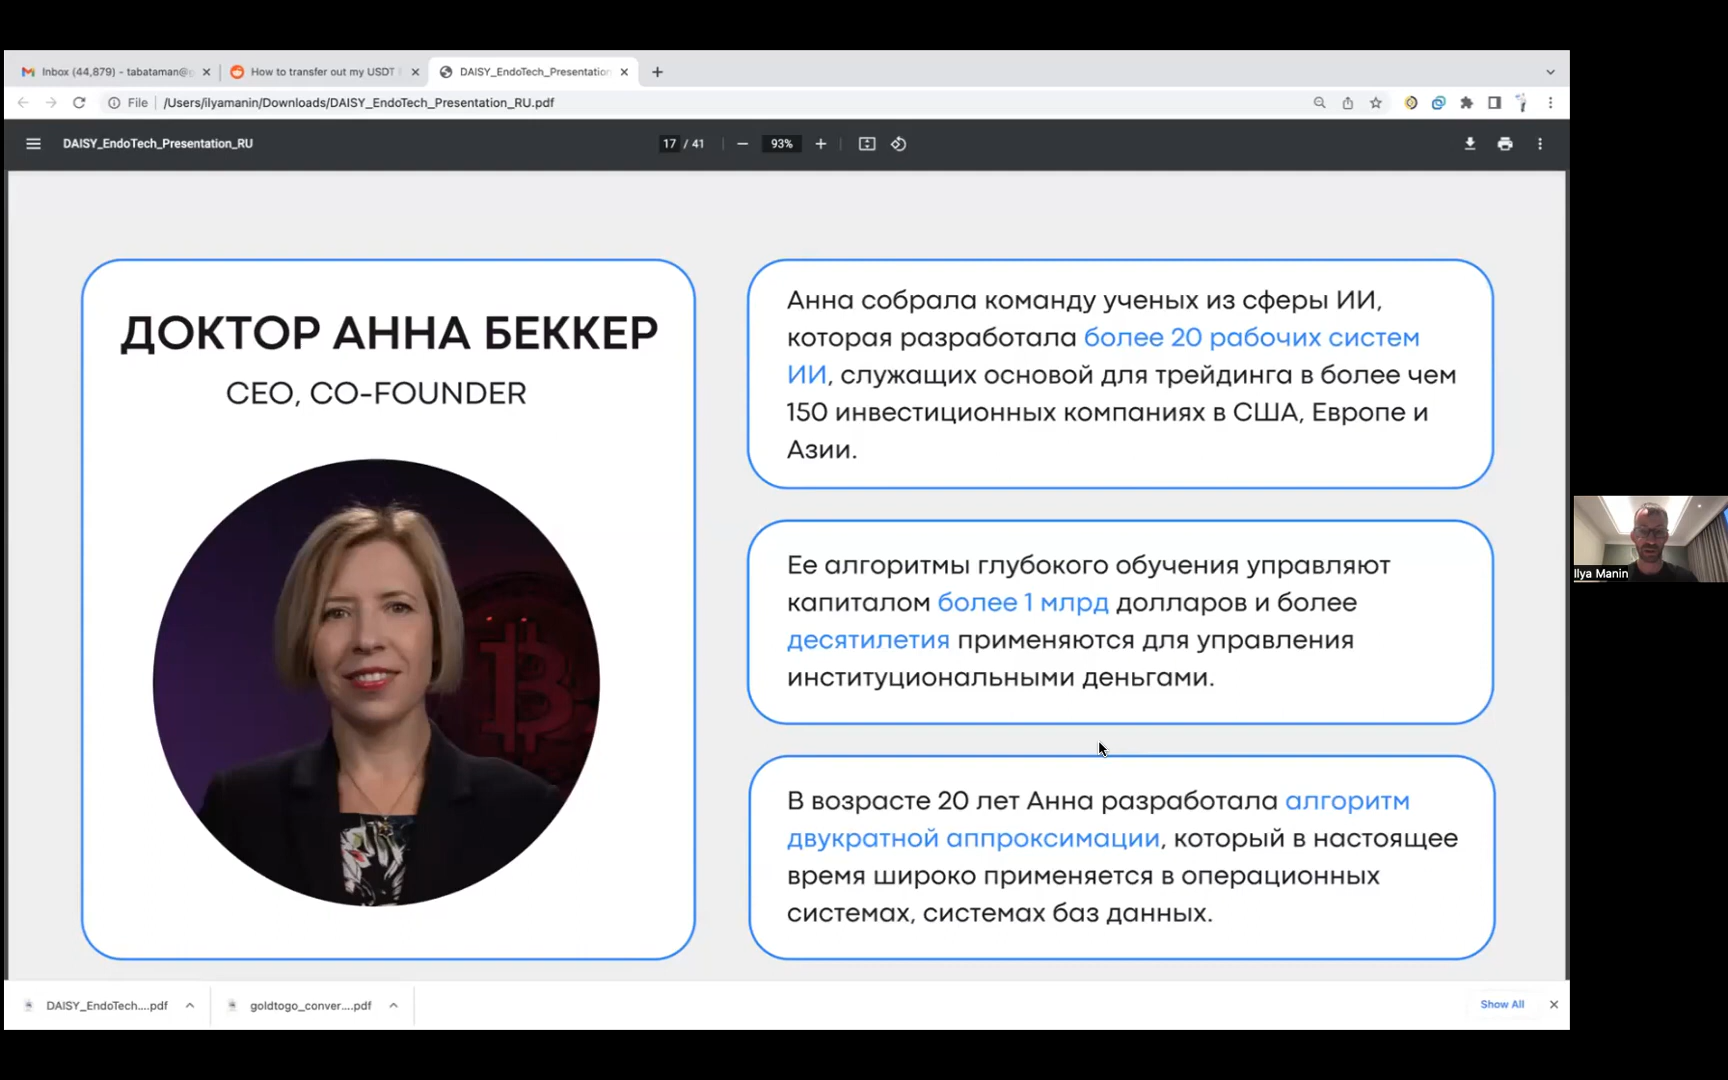 Inbox (44,879) - tabataman@
How to transfer out my USDT
DAISY_EndoTech_Presentation
File
/Users/ilyamanin/Downloads/DAISY_EndoTech_Presentation_RU.pdf
DAISY_EndoTech_Presentation_RU
17 / 41
93%
ДОКТОР АННА БЕККЕР
CEO, CO-FOUNDER
Анна собрала команду ученых из сферы ИИ,
которая разработала более 20 рабочих систем
ИИ, служащих основой для трейдинга в более чем
150 инвестиционных компаниях в США, Европе и
Азии.
Ее алгоритмы глубокого обучения управляют
капиталом более 1 млрд долларов и более
десятилетия применяются для управления
институциональными деньгами.
В возрасте 20 лет Анна разработала алгоритм
двукратной аппроксимации, который в настоящее
время широко применяется в операционных
системах, системах баз данных.
Ilya Manin
DAISY_EndoTech....pdf
goldtogo_conver....pdf
Show All